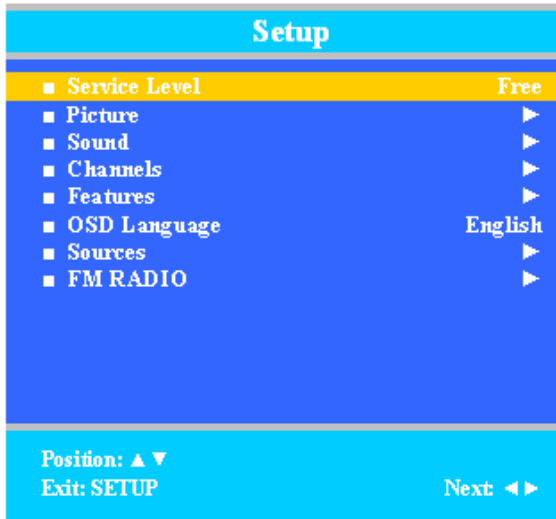 Setup
■ Service Level Free
■ Picture ►
■ Sound ►
■ Channels ►
■ Features ►
■ OSD Language English
■ Sources ►
■ FM RADIO ►
Position: ▲ ▼
Exit: SETUP Next: ◄ ►